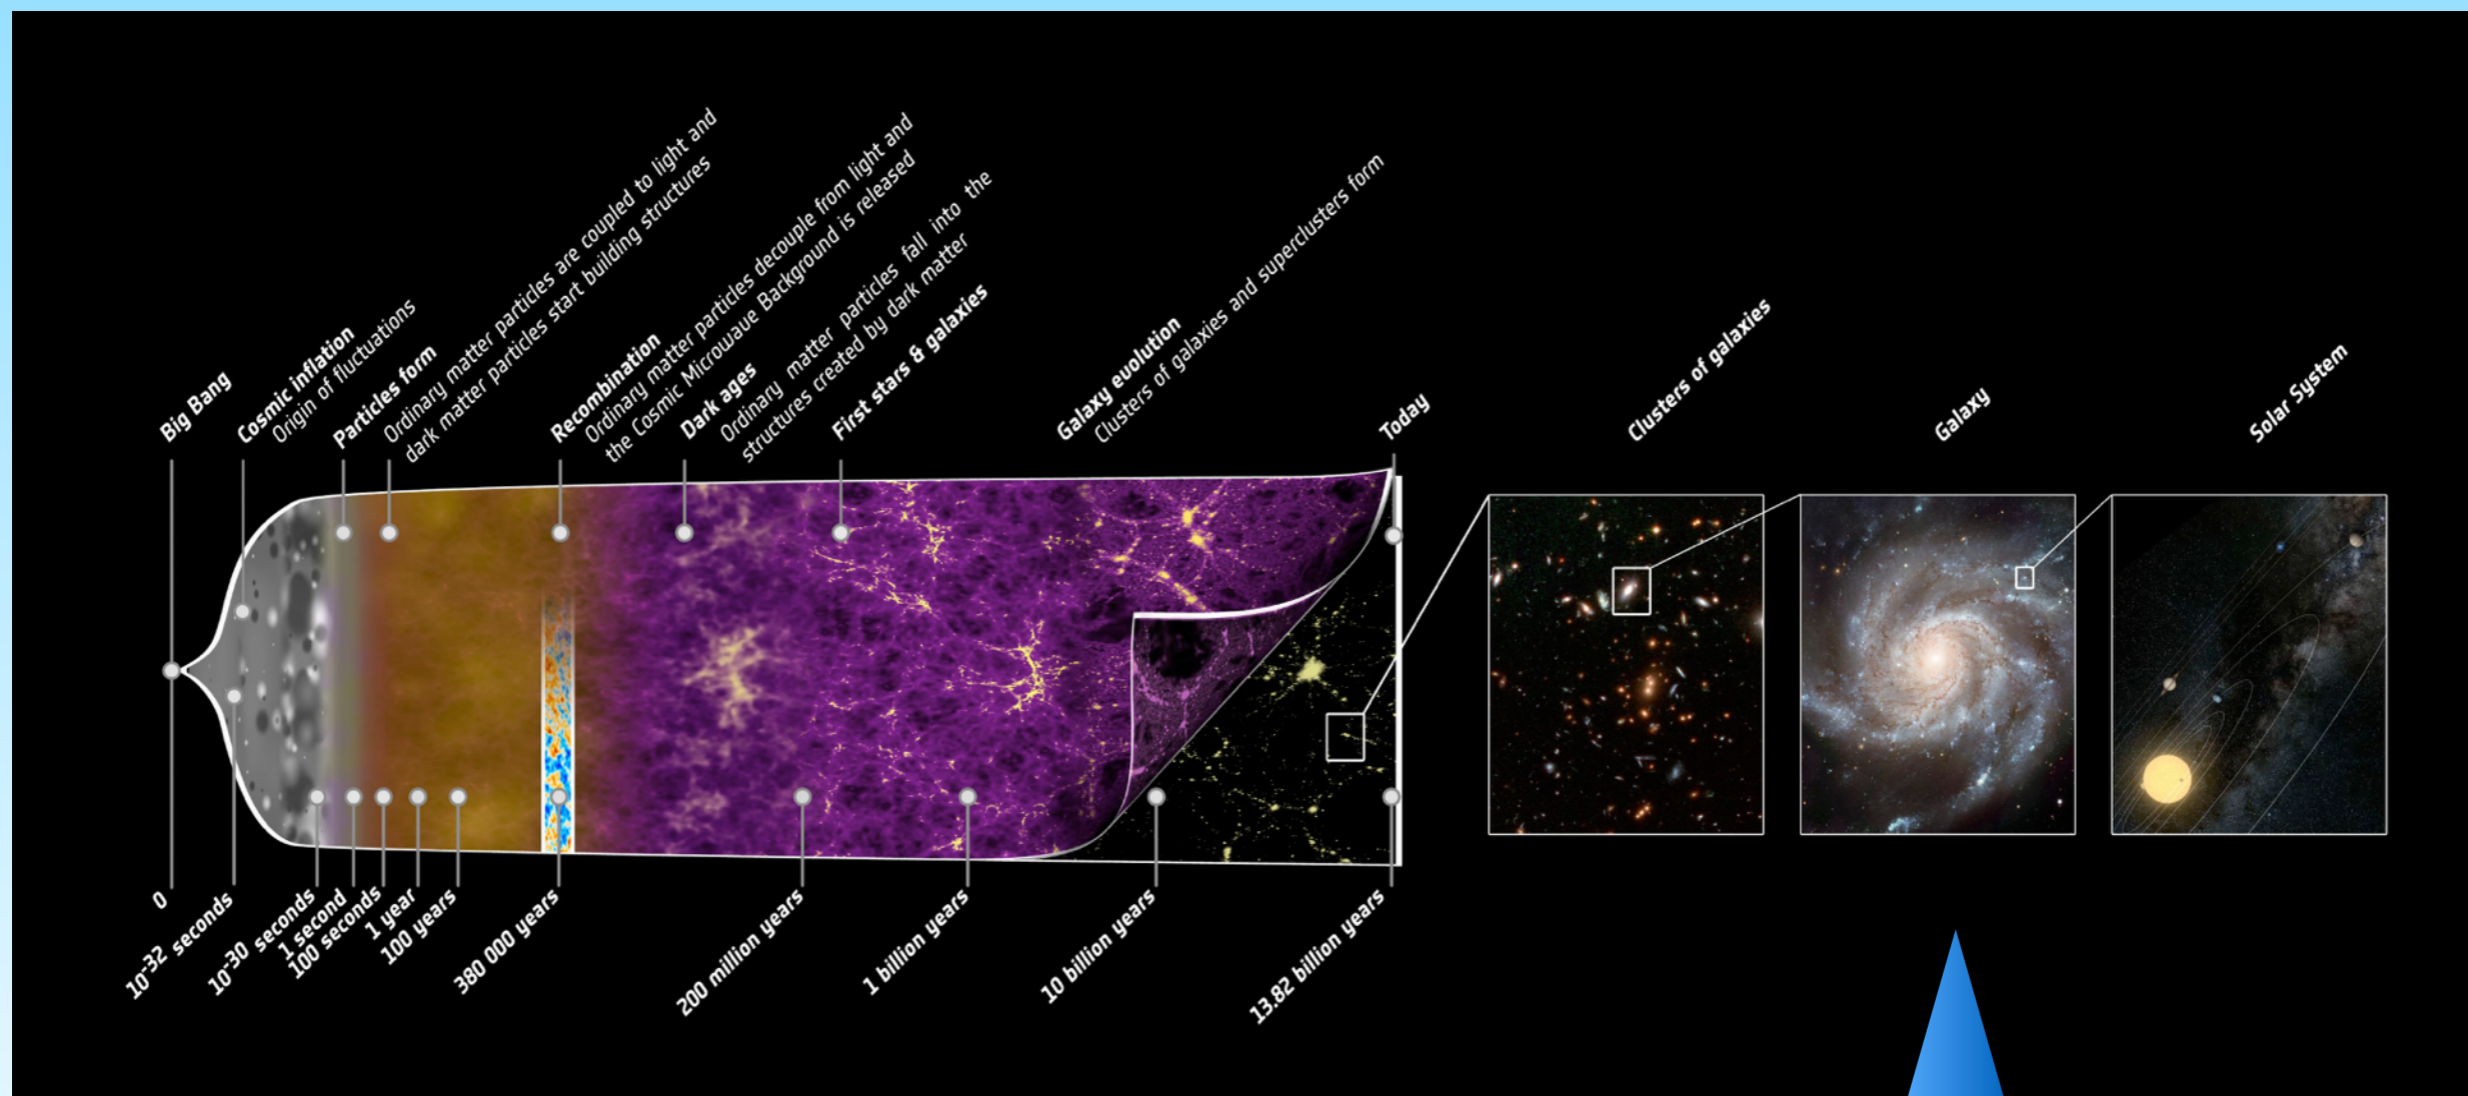 Big Bang
Cosmic inflation
Origin of fluctuations
Particles form
Ordinary matter particles are coupled to light and
dark matter particles start building structures
Recombination
Ordinary matter particles decouple from light and
the Cosmic Microwave Background is released
Dark ages
Ordinary matter particles fall into the
structures created by dark matter
First stars & galaxies
Galaxy evolution
Clusters of galaxies and superclusters form
Today
Clusters of galaxies
Galaxy
Solar System
0
10-32 seconds
10-30 seconds
1 second
100 seconds
1 year
100 years
380 000 years
200 million years
1 billion years
10 billion years
13.82 billion years